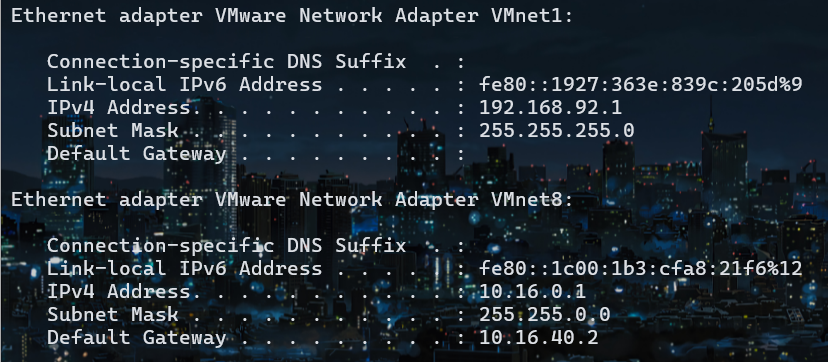 Ethernet adapter VMware Network Adapter VMnet1:
Connection-specific DNS Suffix  . :
Link-local IPv6 Address . . . . . : fe80::1927:363e:839c:205d%9
IPv4 Address. . . . . . . . . . . : 192.168.92.1
Subnet Mask . . . . . . . . . . . : 255.255.255.0
Default Gateway . . . . . . . . . :
Ethernet adapter VMware Network Adapter VMnet8:
Connection-specific DNS Suffix  . :
Link-local IPv6 Address . . . . . : fe80::1c00:1b3:cfa8:21f6%12
IPv4 Address. . . . . . . . . . . : 10.16.0.1
Subnet Mask . . . . . . . . . . . : 255.255.0.0
Default Gateway . . . . . . . . . : 10.16.40.2